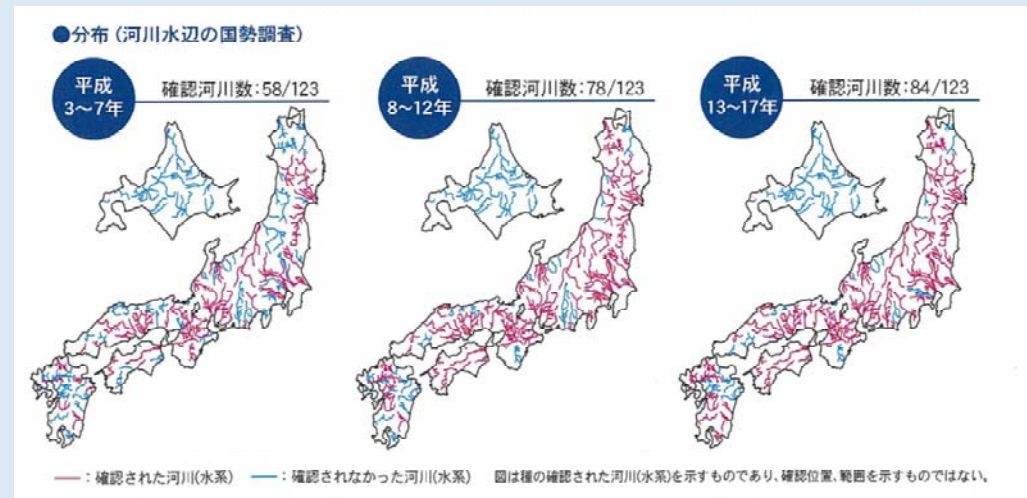 ●分布(河川水辺の国勢調査)
平成
3〜7年
確認河川数:58/123
平成
8〜12年
確認河川数:78/123
平成
13〜17年
確認河川数:84/123
━━:確認された河川(水系) ━━:確認されなかった河川(水系) 図は種の確認された河川(水系)を示すものであり、確認位置、範囲を示すものではない。